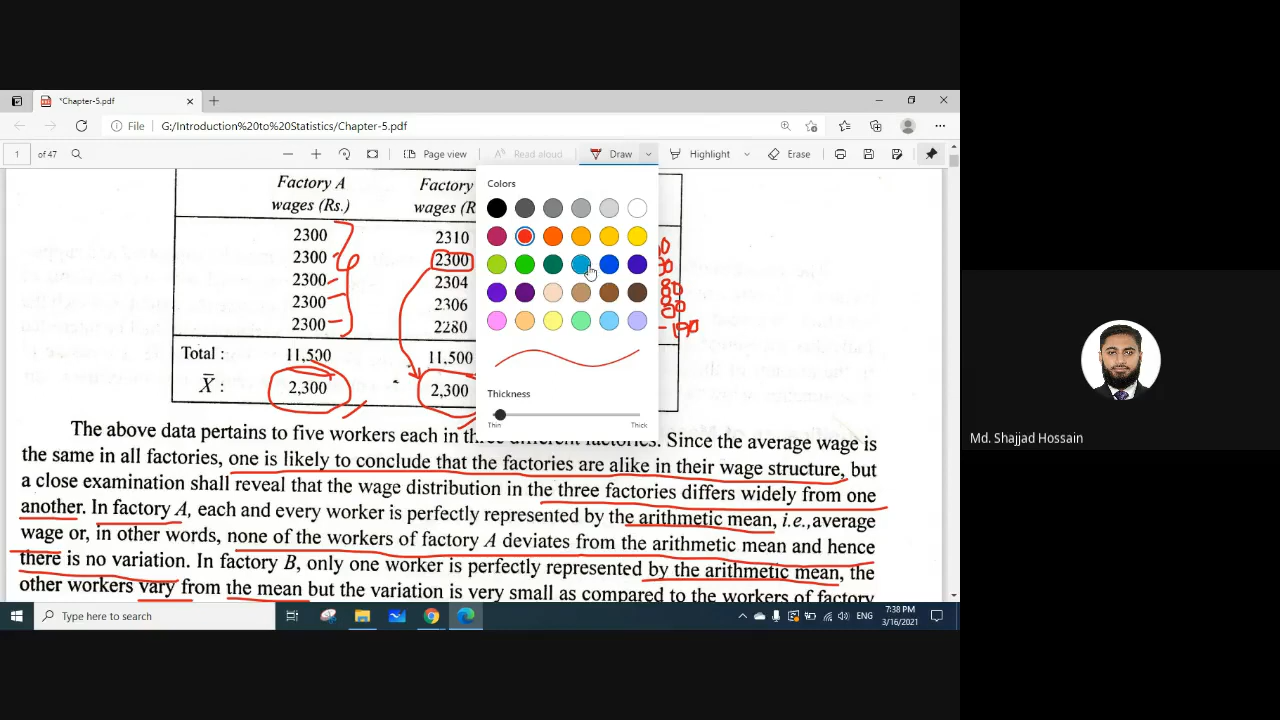 *Chapter-5.pdf
File G:/Introduction%20to%20Statistics/Chapter-5.pdf
1 of 47 Page view Read aloud Draw Highlight Erase
Factory A Factory
wages (Rs.) wages (R
2300 2310
2300 2300
2300 2304
2300 2306
2300 2280
Total : 11,500 11,500
X̅ : 2,300 2,300
Colors
Thickness
Thin Thick
The above data pertains to five workers each in three different factories. Since the average wage is
the same in all factories, one is likely to conclude that the factories are alike in their wage structure, but
a close examination shall reveal that the wage distribution in the three factories differs widely from one
another. In factory A, each and every worker is perfectly represented by the arithmetic mean, i.e., average
wage or, in other words, none of the workers of factory A deviates from the arithmetic mean and hence
there is no variation. In factory B, only one worker is perfectly represented by the arithmetic mean, the
other workers vary from the mean but the variation is very small as compared to the workers of factory
Type here to search
ENG
7:38 PM
3/16/2021
Md. Shajjad Hossain